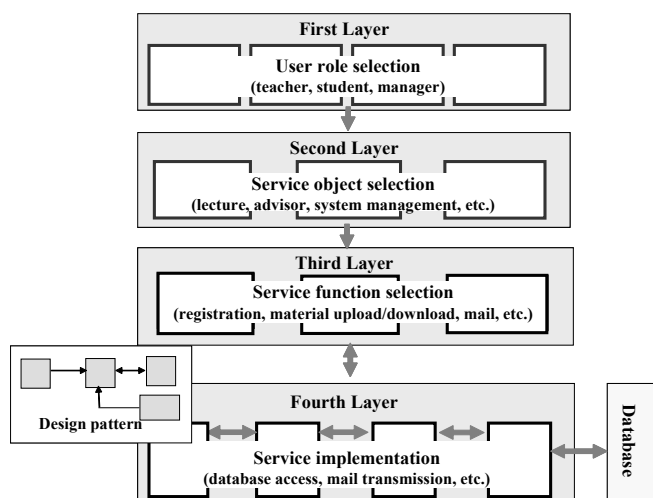 First Layer
User role selection
(teacher, student, manager)
Second Layer
Service object selection
(lecture, advisor, system management, etc.)
Third Layer
Service function selection
(registration, material upload/download, mail, etc.)
Design pattern
Fourth Layer
Service implementation
(database access, mail transmission, etc.)
Database